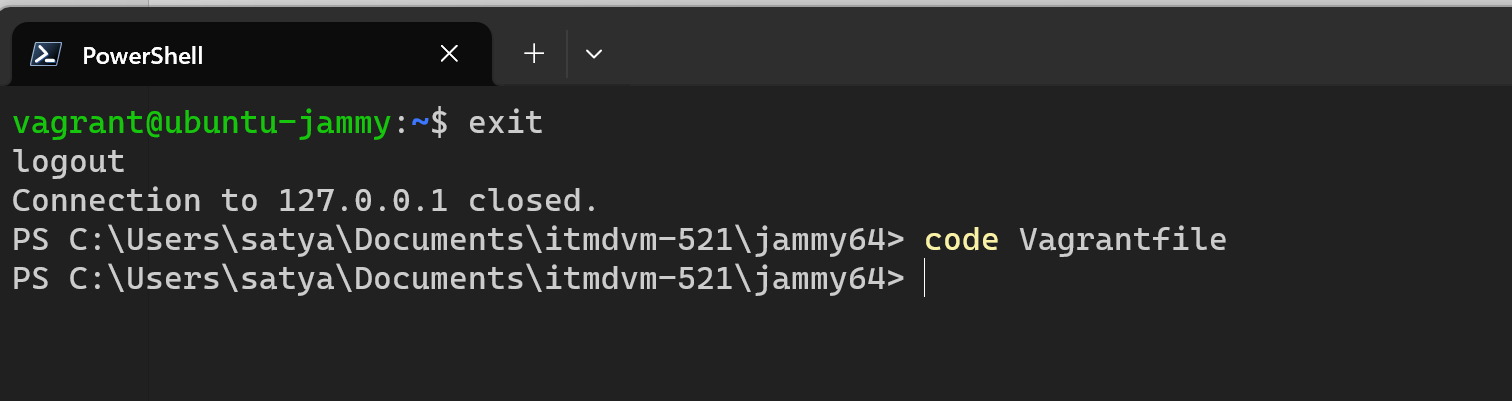 PowerShell
vagrant@ubuntu-jammy:~$ exit
logout
Connection to 127.0.0.1 closed.
PS C:\Users\satya\Documents\itmdvm-521\jammy64> code Vagrantfile
PS C:\Users\satya\Documents\itmdvm-521\jammy64>